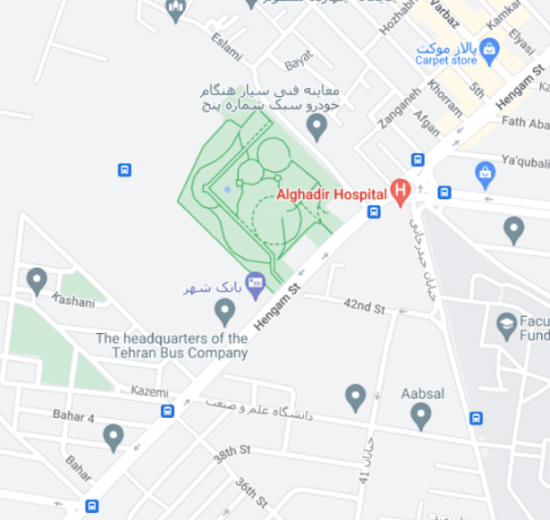 Varbaz
Kamkar
Hozhabr
Eslami
Bayat
Elyasi
پالاز موکت
Carpet store
5th
Hengam St
Khorram
معاینه فنی سیار هنگام
خودرو سبک شماره پنج
Zanganeh
Afgan
Fath Aba
Ya'qubali
Alghadir Hospital
H
خیابان حیدرخانی
بانک شهر
Kashani
Hengam St
42nd St
Facu
Fund
The headquarters of the
Tehran Bus Company
Kazemi
Aabsal
دانشگاه علم و صنعت
Bahar 4
خیابان 41
38th St
Bahar
36th St